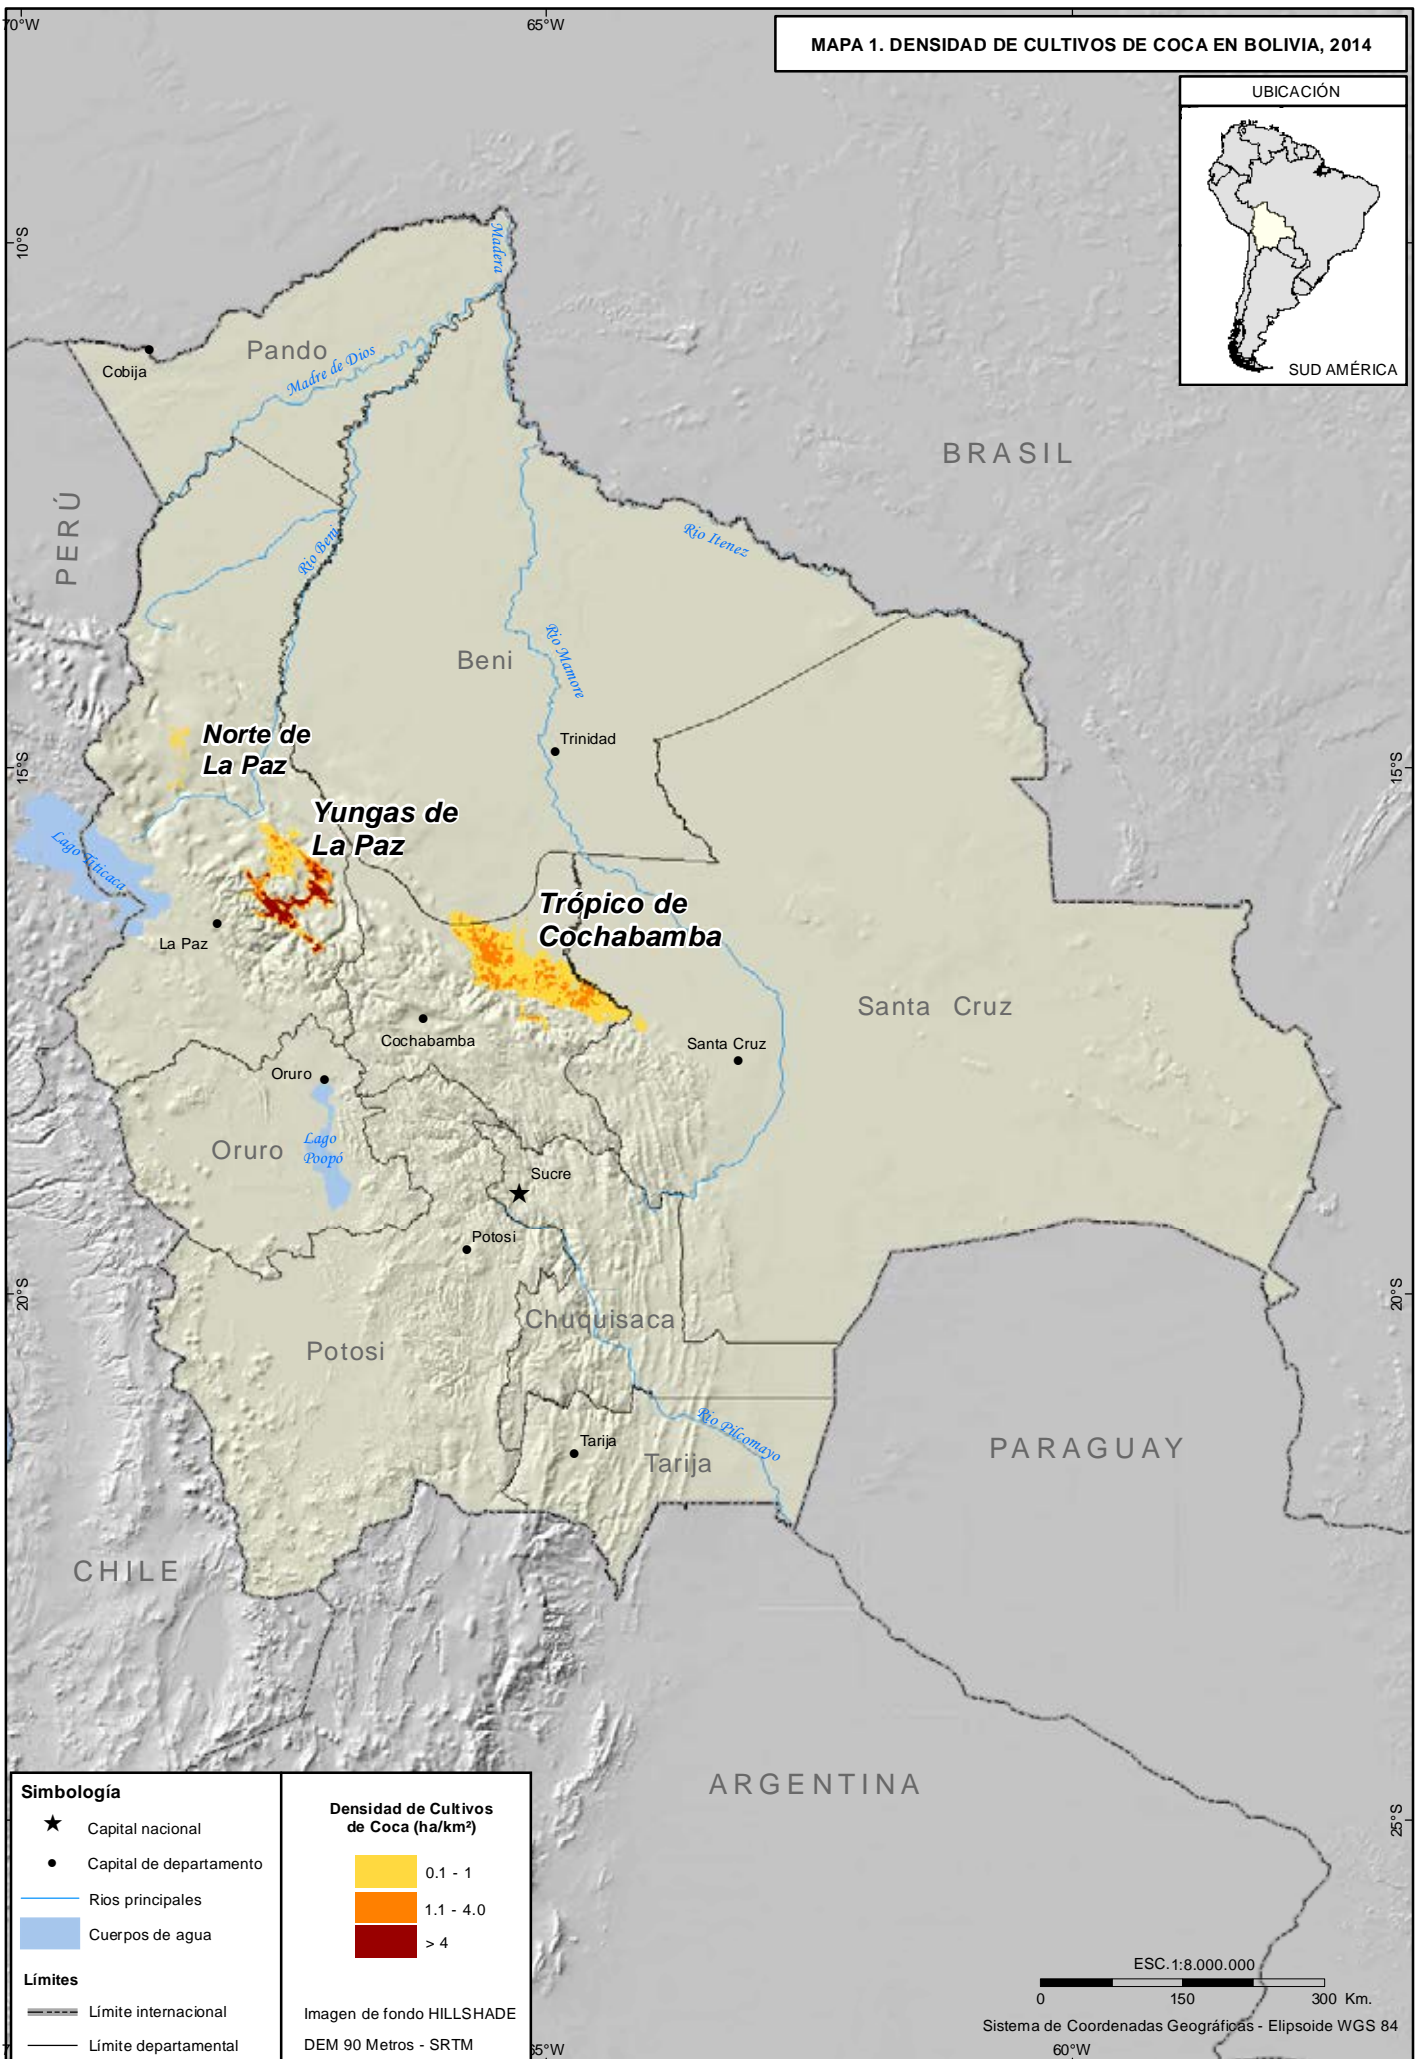 70°W
65°W
MAPA 1. DENSIDAD DE CULTIVOS DE COCA EN BOLIVIA, 2014
UBICACIÓN
SUD AMÉRICA
10°S
Madera
Pando
Cobija
Madre de Dios
BRASIL
PERÚ
Rio Beni
Río Itenez
Beni
Rio Mamore
Norte de
La Paz
Trinidad
15°S
15°S
Yungas de
La Paz
Lago Titicaca
Trópico de
Cochabamba
La Paz
Santa Cruz
Cochabamba
Santa Cruz
Oruro
Oruro
Lago
Poopó
Sucre
Potosi
20°S
20°S
Chuquisaca
Potosi
Rio Pilcomayo
Tarija
Tarija
PARAGUAY
CHILE
ARGENTINA
25°S
Simbología
Capital nacional
Capital de departamento
Rios principales
Cuerpos de agua
Límites
Límite internacional
Límite departamental
Densidad de Cultivos
de Coca (ha/km²)
0.1 - 1
1.1 - 4.0
> 4
Imagen de fondo HILLSHADE
DEM 90 Metros - SRTM
ESC.1:8.000.000
0 150 300 Km.
Sistema de Coordenadas Geográficas - Elipsoide WGS 84
65°W
60°W